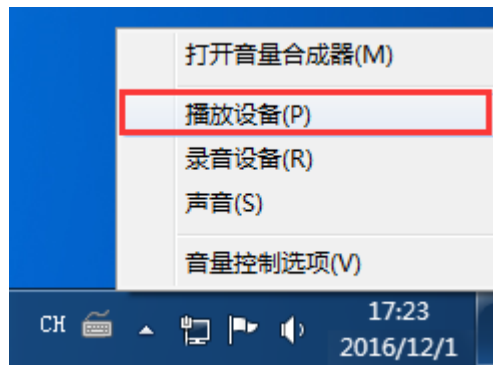 打开音量合成器(M)
播放设备(P)
录音设备(R)
声音(S)
音量控制选项(V)
CH
17:23
2016/12/1